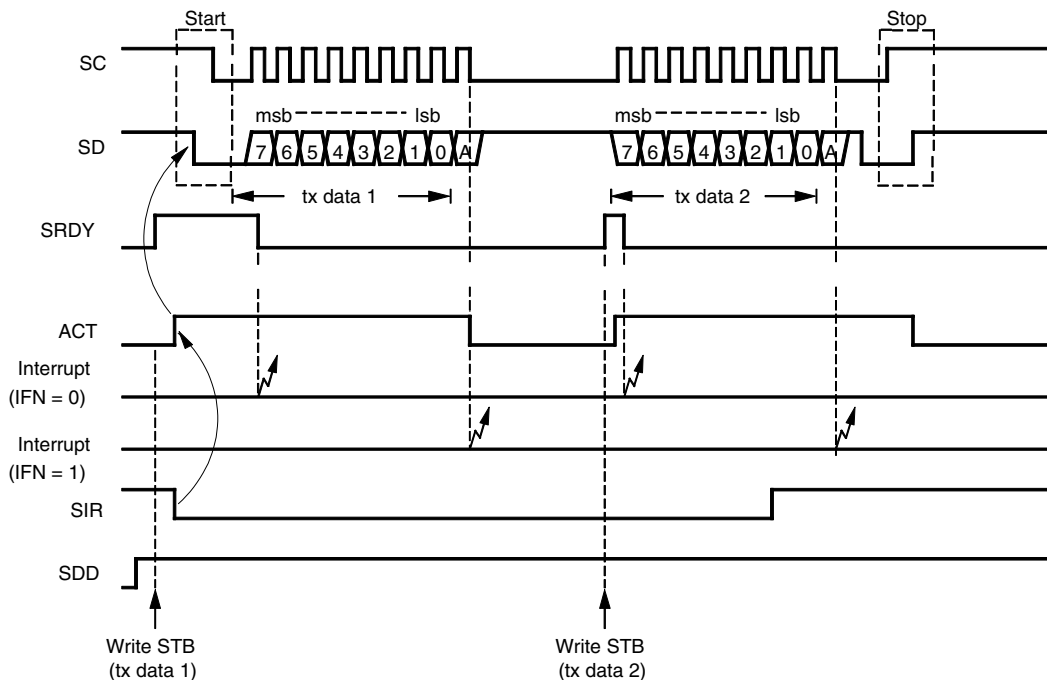 Start
Stop
SC
msb lsb
msb lsb
SD
7 6 5 4 3 2 1 0 A
7 6 5 4 3 2 1 0 A
tx data 1
tx data 2
SRDY
ACT
Interrupt
(IFN = 0)
Interrupt
(IFN = 1)
SIR
SDD
Write STB
(tx data 1)
Write STB
(tx data 2)